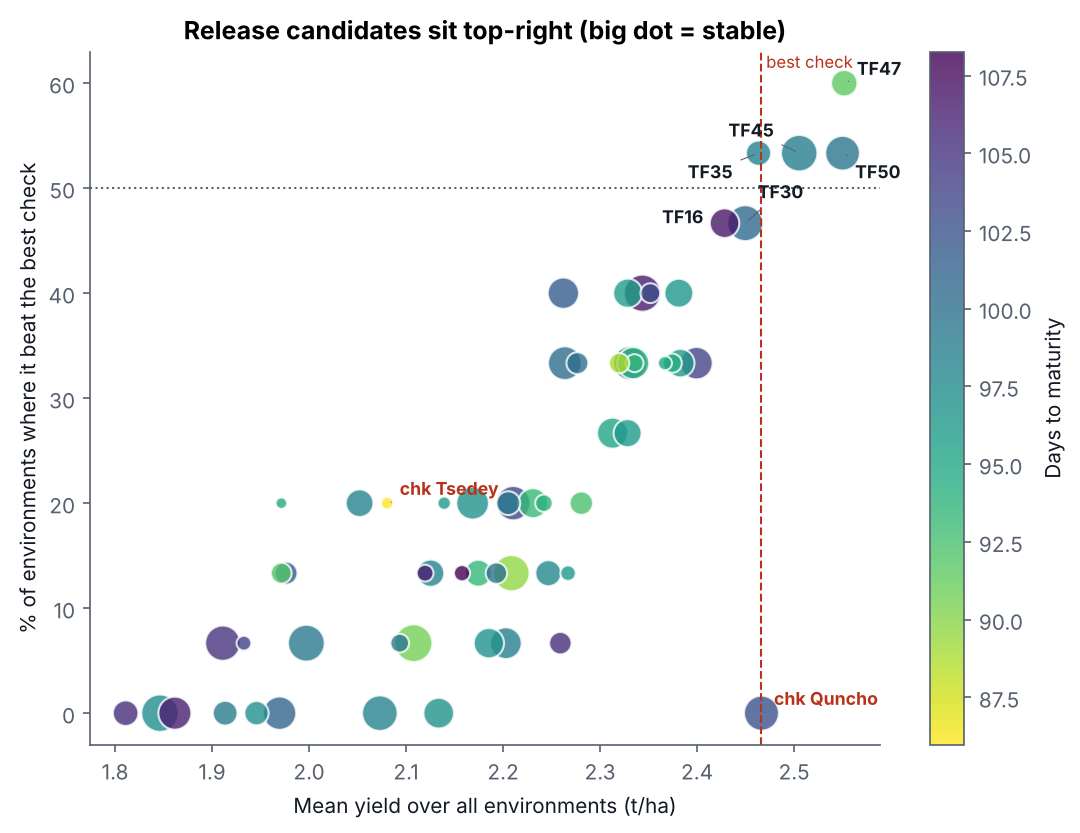 Release candidates sit top-right (big dot = stable)
best check
TF47
TF45
TF35
TF50
TF30
TF16
chk Tsedey
chk Quncho
% of environments where it beat the best check
60
50
40
30
20
10
0
1.8
1.9
2.0
2.1
2.2
2.3
2.4
2.5
Mean yield over all environments (t/ha)
107.5
105.0
102.5
100.0
97.5
95.0
92.5
90.0
87.5
Days to maturity